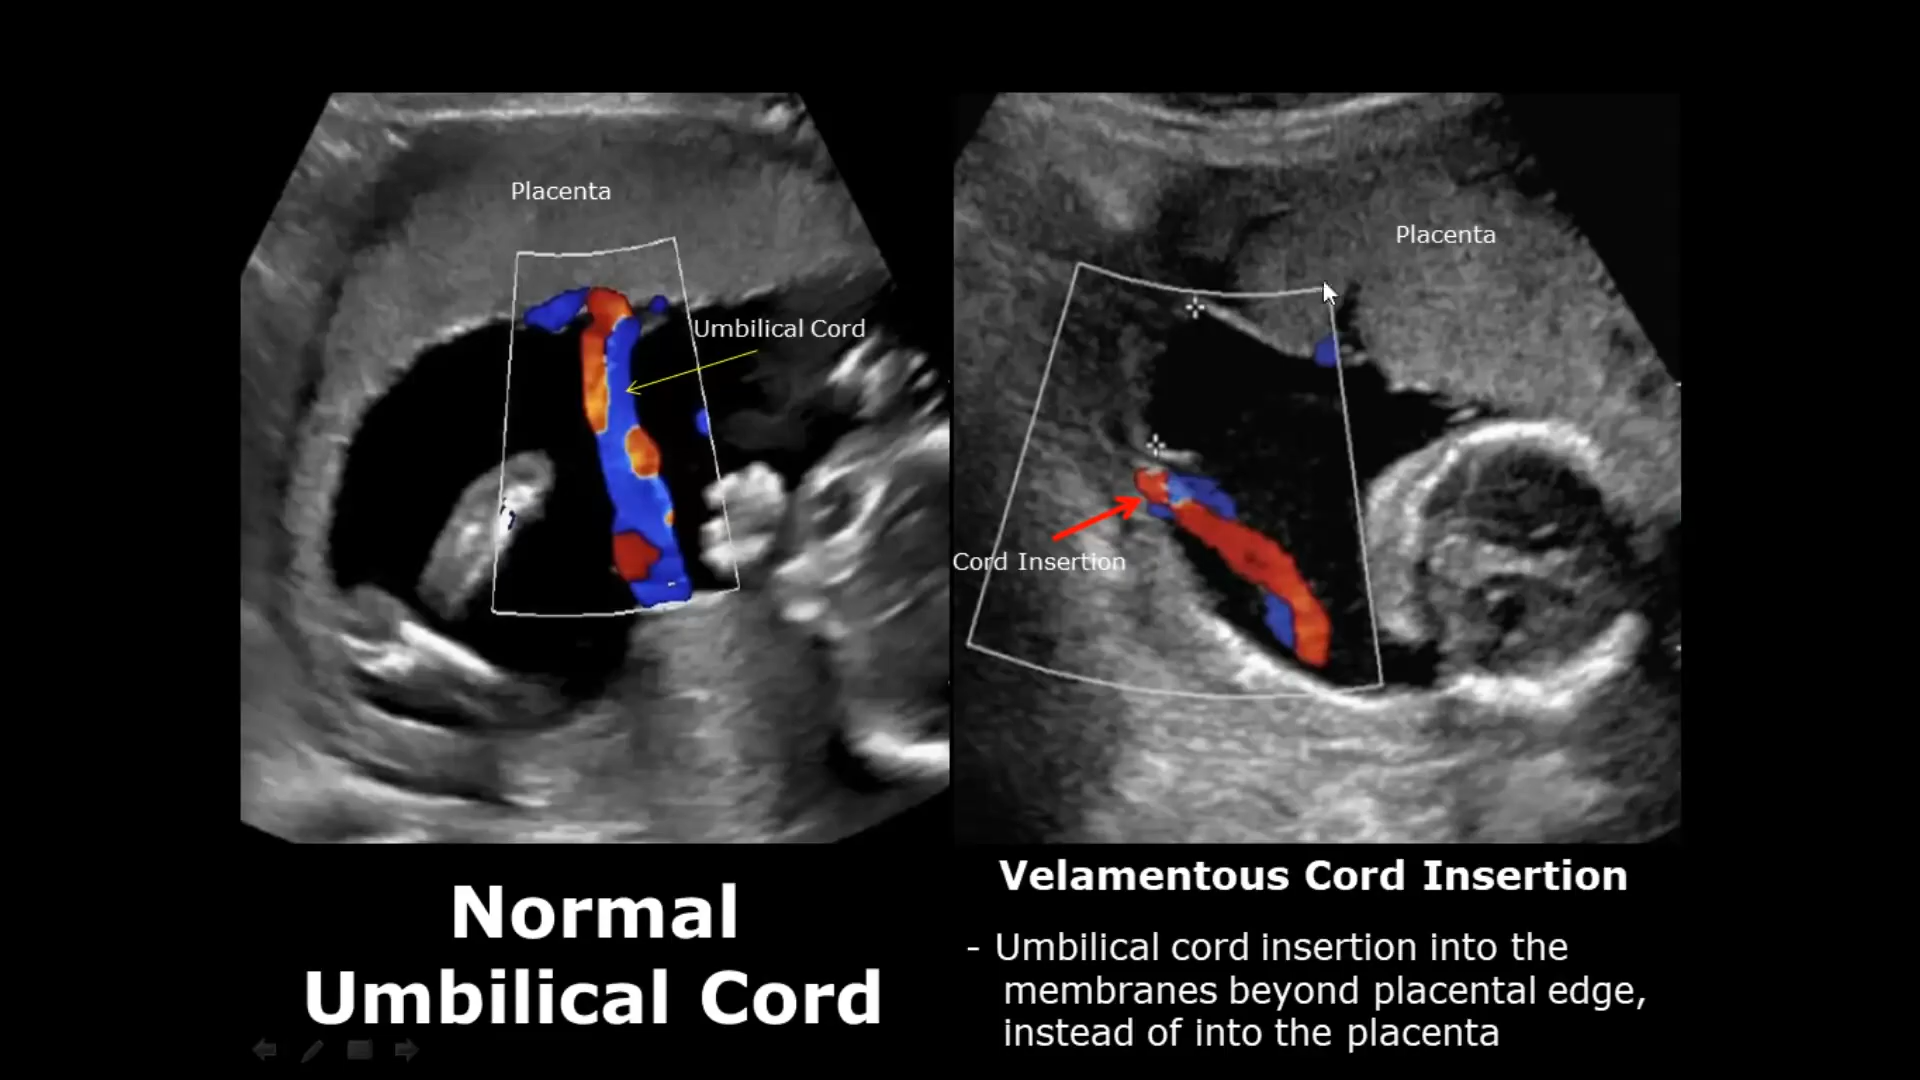 Placenta
Umbilical Cord
Placenta
Cord Insertion
Normal
Umbilical Cord
Velamentous Cord Insertion
- Umbilical cord insertion into the
membranes beyond placental edge,
instead of into the placenta